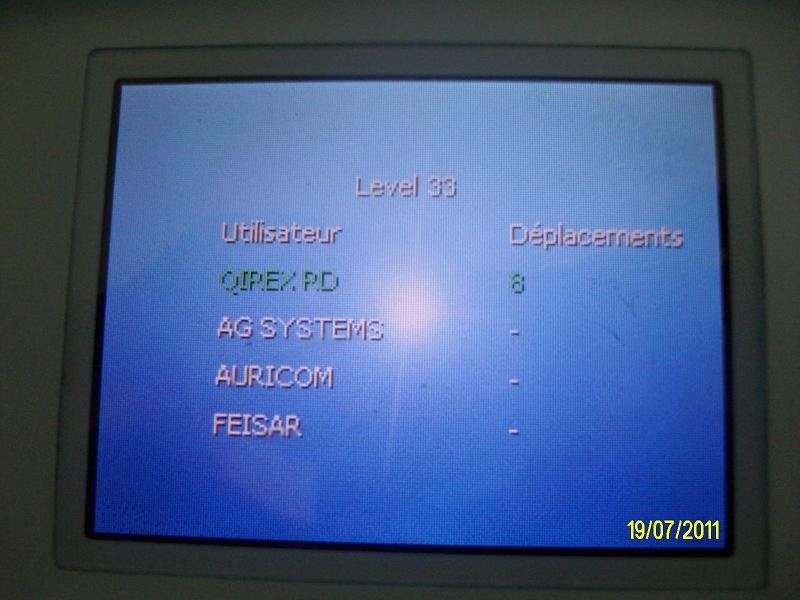 Level 33
Utilisateur Déplacements
QIREX RD 8
AG SYSTEMS -
AURICOM -
FEISAR -
19/07/2011